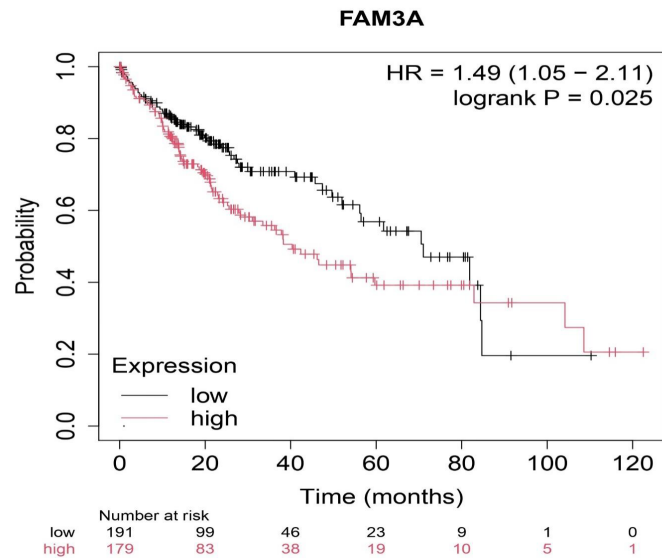 FAM3A
HR = 1.49 (1.05 − 2.11)
logrank P = 0.025
Probability
1.0
0.8
0.6
0.4
0.2
0.0
Expression
low
high
0 20 40 60 80 100 120
Time (months)
Number at risk
low 191 99 46 23 9 1 0
high 179 83 38 19 10 5 1